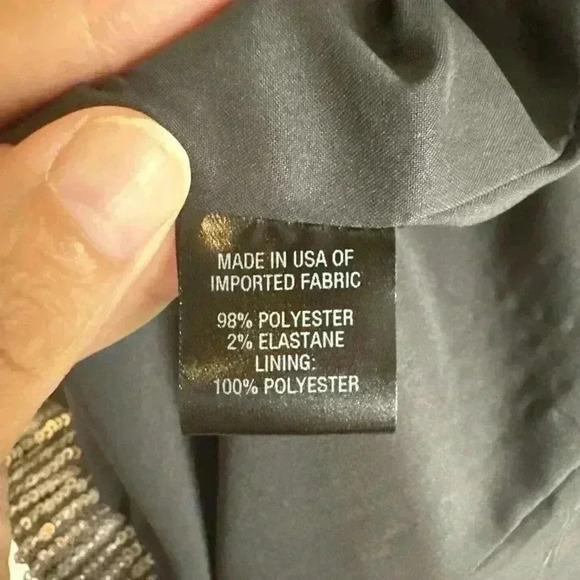 MADE IN USA OF
IMPORTED FABRIC
98% POLYESTER
2% ELASTANE
LINING:
100% POLYESTER